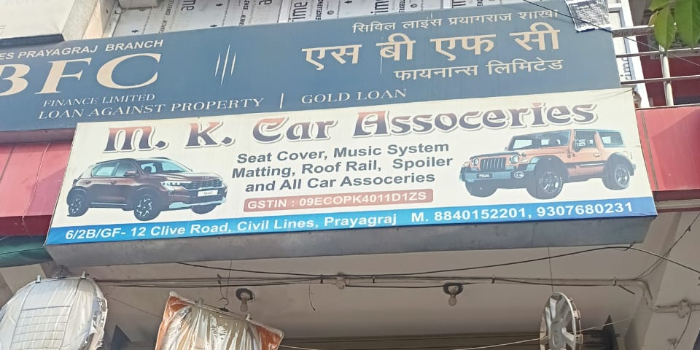 ES PRAYAGRAJ BRANCH
BFC
FINANCE LIMITED
LOAN AGAINST PROPERTY | GOLD LOAN
सिविल लाइंस प्रयागराज शाखा
एस बी एफ सी
फायनान्स लिमिटेड
M. K. Car Assoceries
Seat Cover, Music System
Matting, Roof Rail, Spoiler
and All Car Assoceries
GSTIN : 09ECOPK4011D1ZS
6/2B/GF- 12 Clive Road, Civil Lines, Prayagraj M. 8840152201, 9307680231